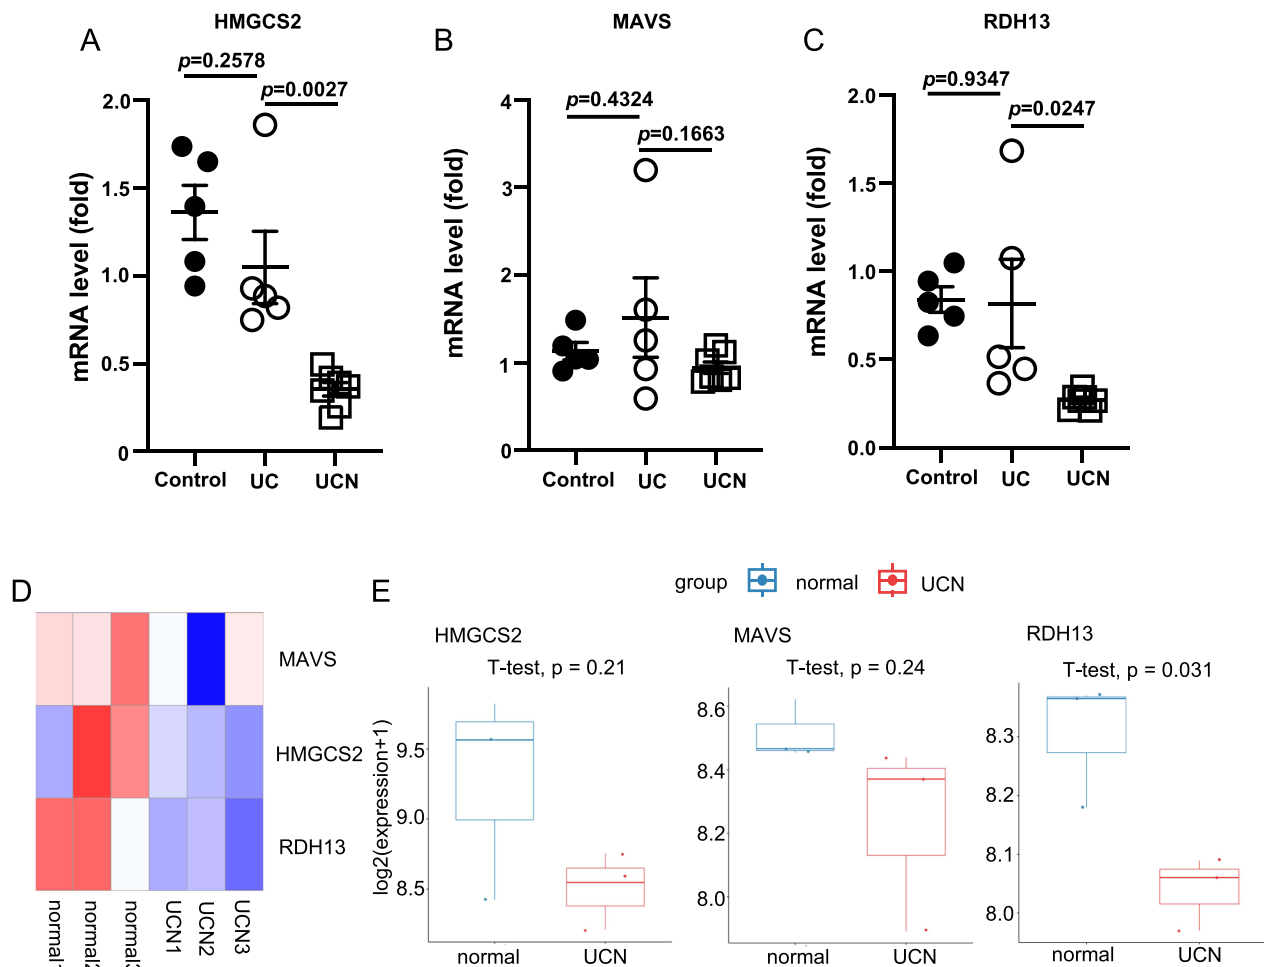 HMGCS2
MAVS
RDH13
A
B
C
p=0.2578
p=0.0027
mRNA level (fold)
2.0
1.5
1.0
0.5
0
Control
UC
UCN
p=0.4324
p=0.1663
mRNA level (fold)
4
3
2
1
0
Control
UC
UCN
p=0.9347
p=0.0247
mRNA level (fold)
2.0
1.5
1.0
0.5
0.0
Control
UC
UCN
D
MAVS
HMGCS2
RDH13
UCN1
UCN2
UCN3
E
group normal UCN
HMGCS2
T-test, p = 0.21
log2(expression+1)
9.5
9.0
8.5
normal
UCN
MAVS
T-test, p = 0.24
8.6
8.4
8.2
8.0
normal
UCN
RDH13
T-test, p = 0.031
8.3
8.2
8.1
8.0
normal
UCN